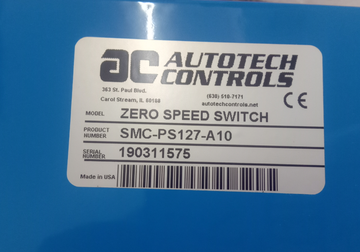 AC AUTOTECH
CONTROLS
363 St. Paul Blvd.
Carol Stream, IL 60188
(630) 510-7171
autotechcontrols.net
CE
MODEL ZERO SPEED SWITCH
PRODUCT NUMBER SMC-PS127-A10
SERIAL NUMBER 190311575
Made in USA